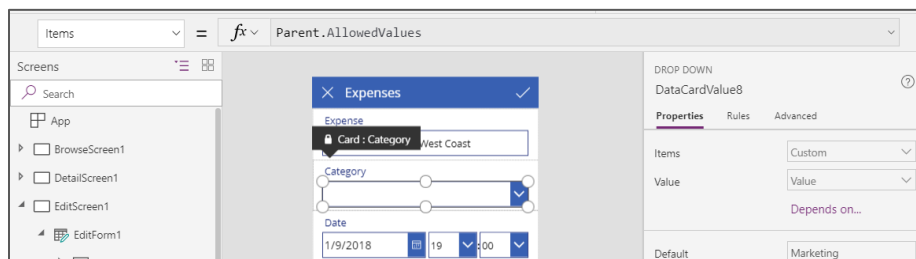 Items = fx Parent.AllowedValues
Screens
Search
App
BrowseScreen1
DetailScreen1
EditScreen1
EditForm1
Expenses
Expense
Card : Category
West Coast
Category
Date
1/9/2018 19 : 00
DROP DOWN
DataCardValue8
Properties Rules Advanced
Items Custom
Value Value
Depends on...
Default Marketing